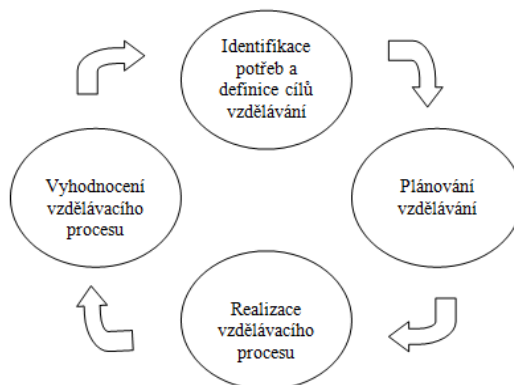 Identifikace
potřeb a
definice cílů
vzdělávání
Plánování
vzdělávání
Realizace
vzdělávacího
procesu
Vyhodnocení
vzdělávacího
procesu